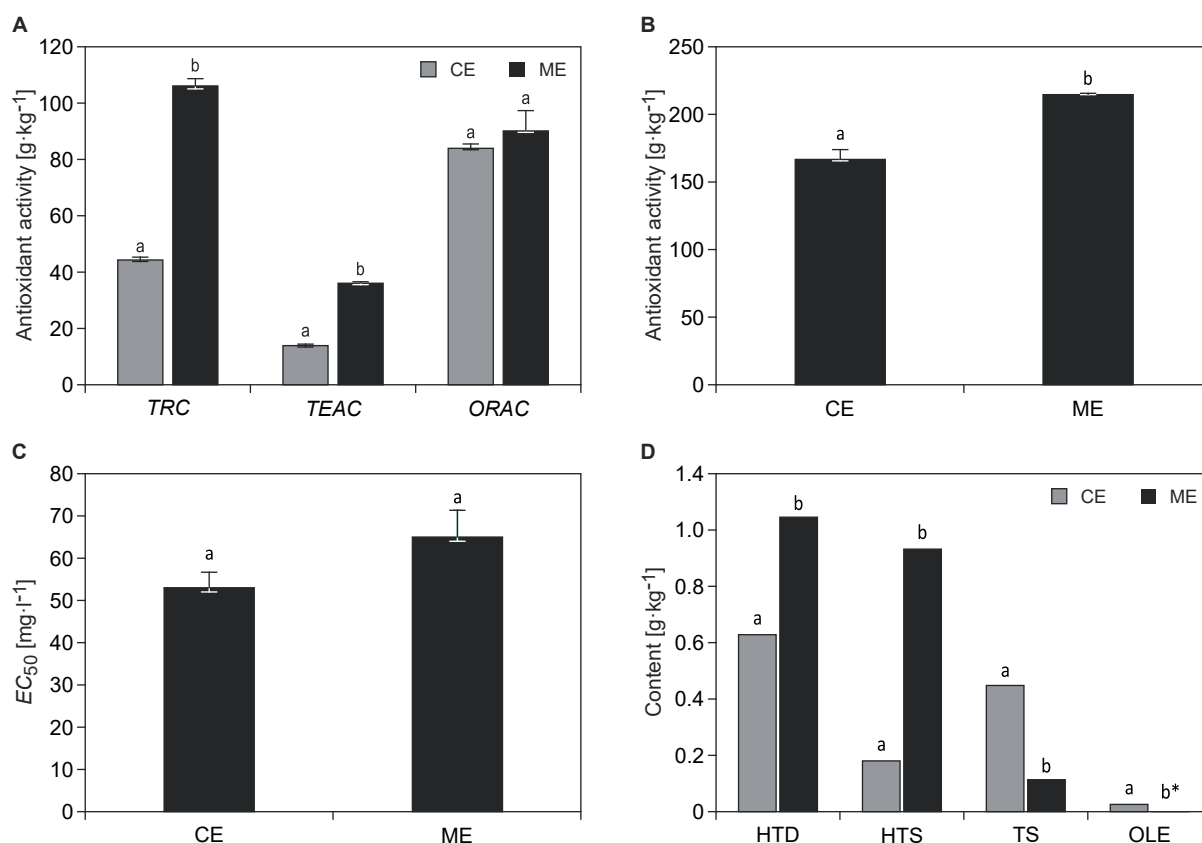 A
Antioxidant activity [g·kg⁻¹]
120
100
80
60
40
20
0
CE ME
a
b
a
b
a
a
TRC TEAC ORAC
B
Antioxidant activity [g·kg⁻¹]
250
200
150
100
50
0
a
b
CE ME
C
EC₅₀ [mg·l⁻¹]
80
70
60
50
40
30
20
10
0
a
a
CE ME
D
Content [g·kg⁻¹]
1.4
1.0
0.8
0.6
0.4
0.2
0
CE ME
a
b
a
b
a
b
a
b*
HTD HTS TS OLE